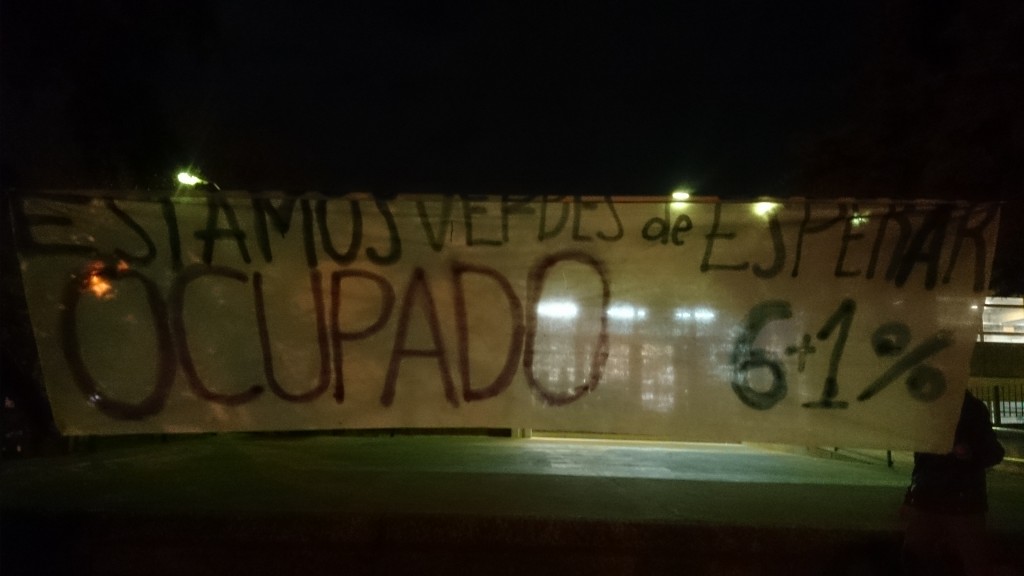 ESTAMOS VERDES de ESPERAR
OCUPADO 6+1%